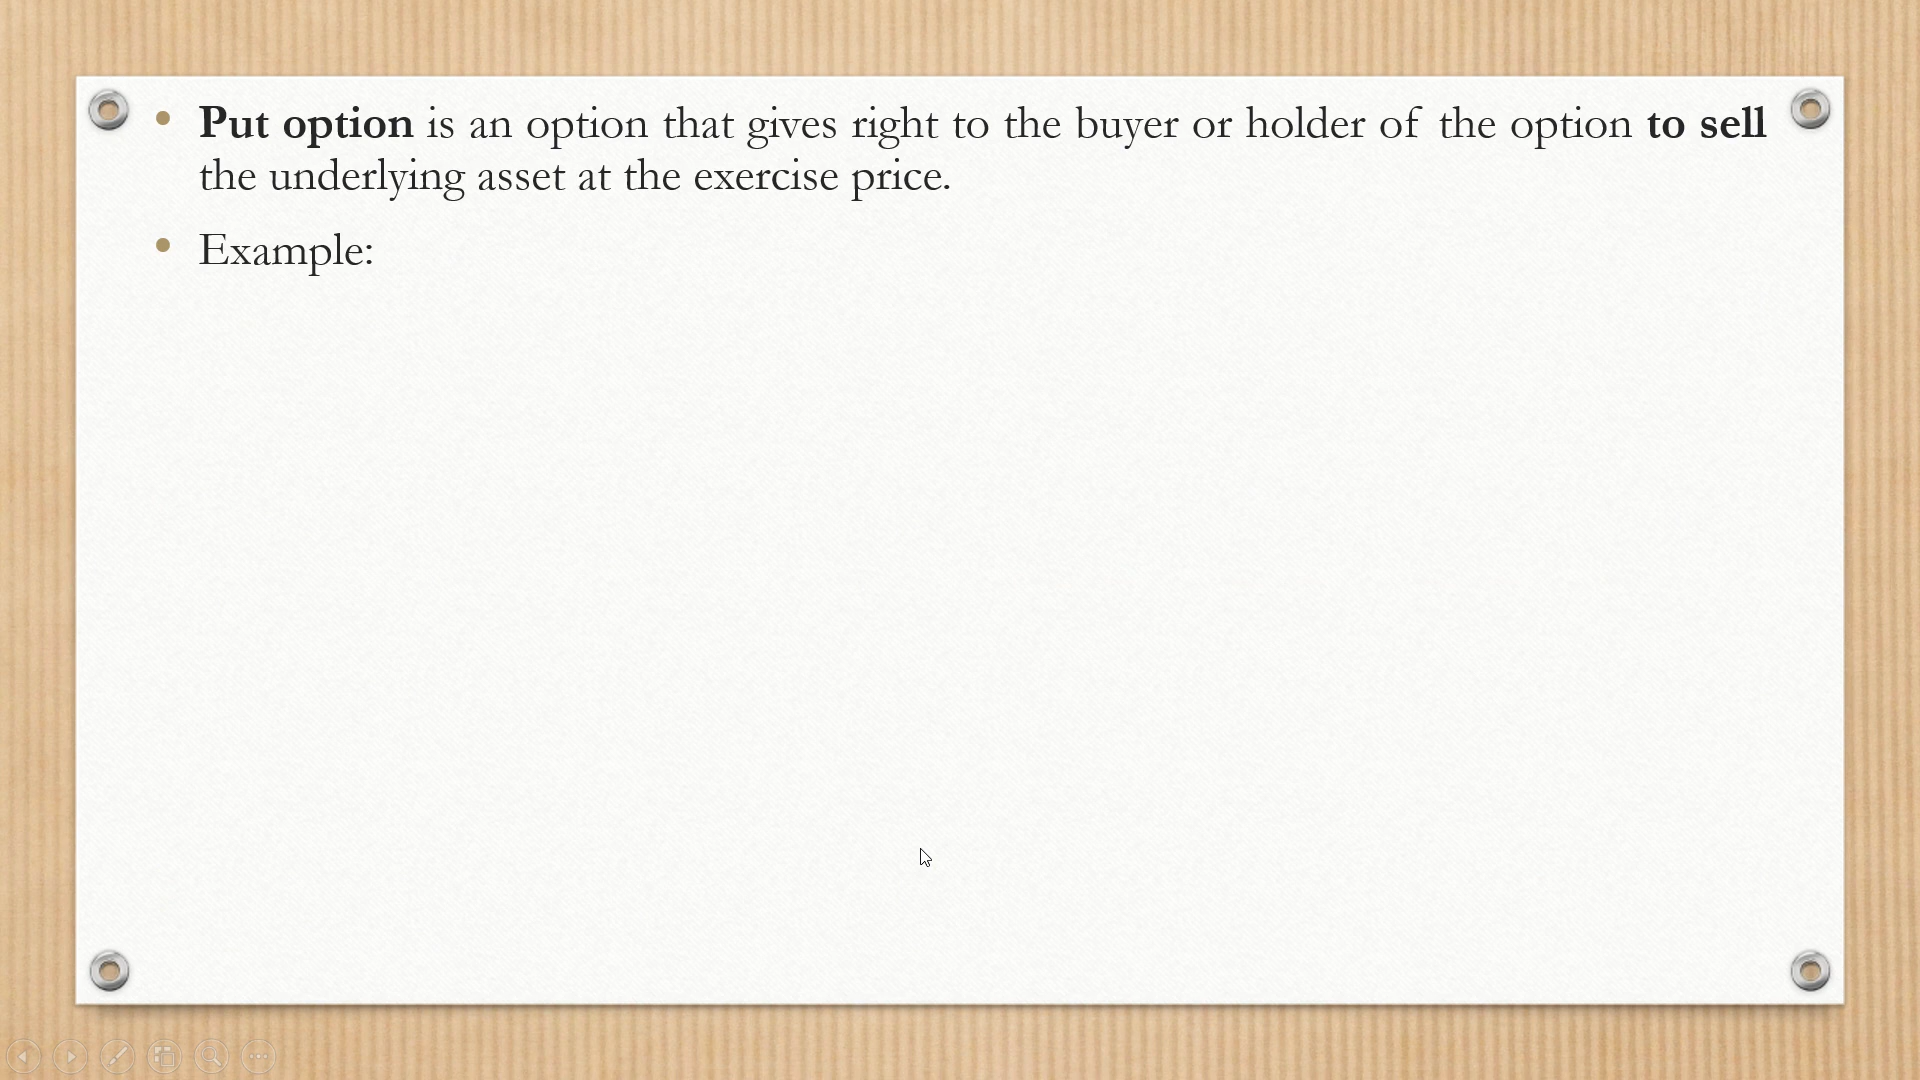 Put option is an option that gives right to the buyer or holder of the option to sell
the underlying asset at the exercise price.
Example: